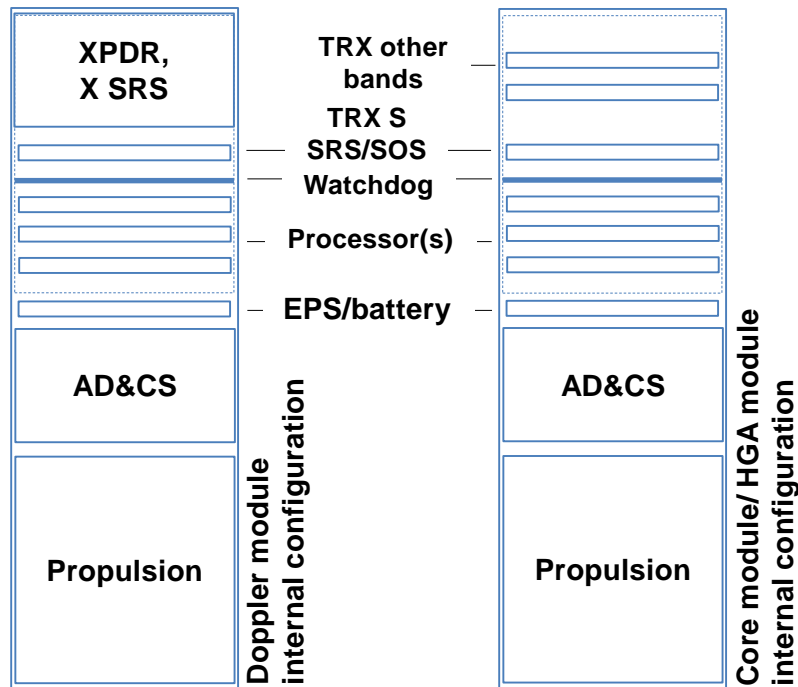 XPDR,
X SRS
TRX other
bands
TRX S
SRS/SOS
Watchdog
Processor(s)
EPS/battery
AD&CS
Propulsion
Doppler module
internal configuration
AD&CS
Propulsion
Core module/ HGA module
internal configuration